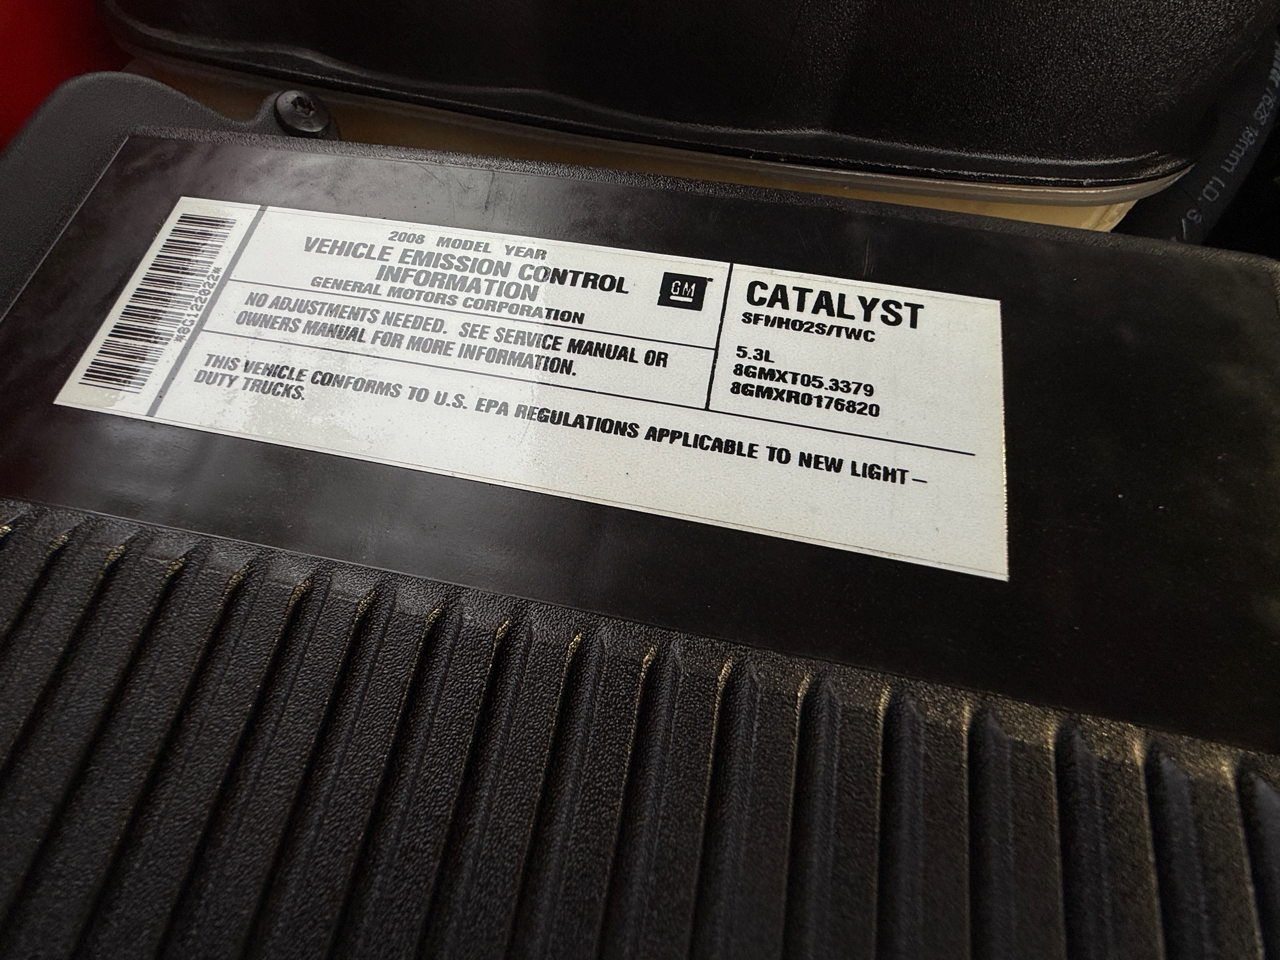 2008 MODEL YEAR
VEHICLE EMISSION CONTROL
INFORMATION
GENERAL MOTORS CORPORATION
GM
NO ADJUSTMENTS NEEDED. SEE SERVICE MANUAL OR
OWNERS MANUAL FOR MORE INFORMATION.
THIS VEHICLE CONFORMS TO U.S. EPA REGULATIONS APPLICABLE TO NEW LIGHT-
DUTY TRUCKS.
CATALYST
SFI/HO2S/TWC
5.3L
8GMXT05.3379
8GMXR0176820
18mm I.D.